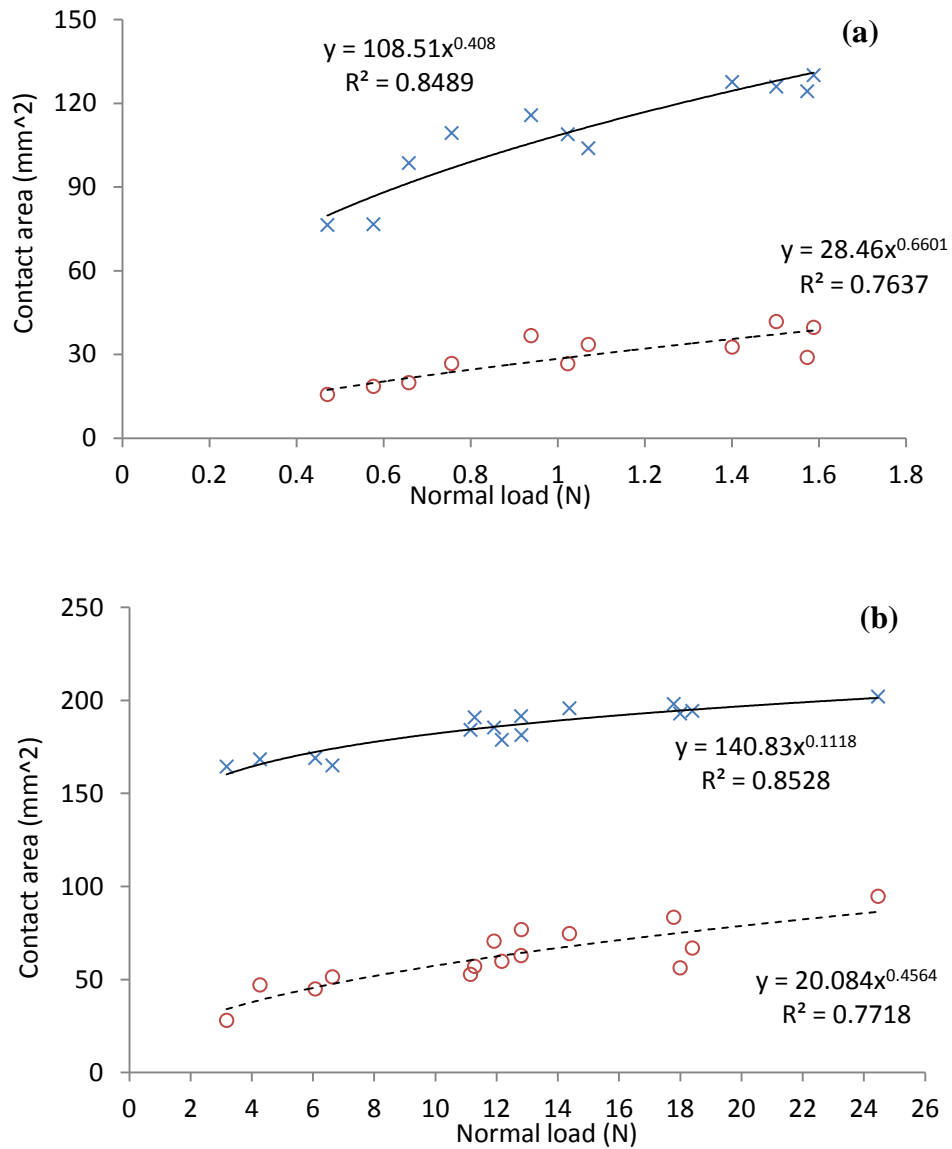 (a)
y = 108.51x^0.408
R² = 0.8489
y = 28.46x^0.6601
R² = 0.7637
150
120
90
60
30
0
Contact area (mm^2)
0 0.2 0.4 0.6 0.8 1 1.2 1.4 1.6 1.8
Normal load (N)
(b)
250
200
150
100
50
0
Contact area (mm^2)
y = 140.83x^0.1118
R² = 0.8528
y = 20.084x^0.4564
R² = 0.7718
0 2 4 6 8 10 12 14 16 18 20 22 24 26
Normal load (N)